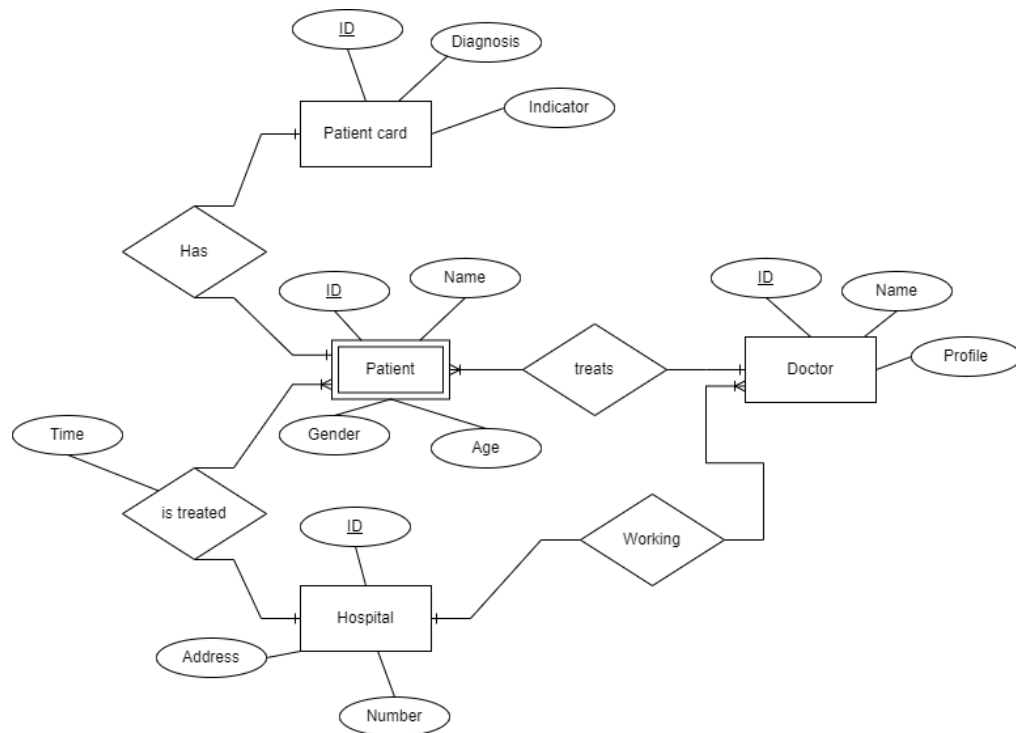 ID
Diagnosis
Indicator
Patient card
Has
ID
Name
Patient
Gender
Age
treats
ID
Name
Doctor
Profile
Time
is treated
ID
Working
Hospital
Address
Number